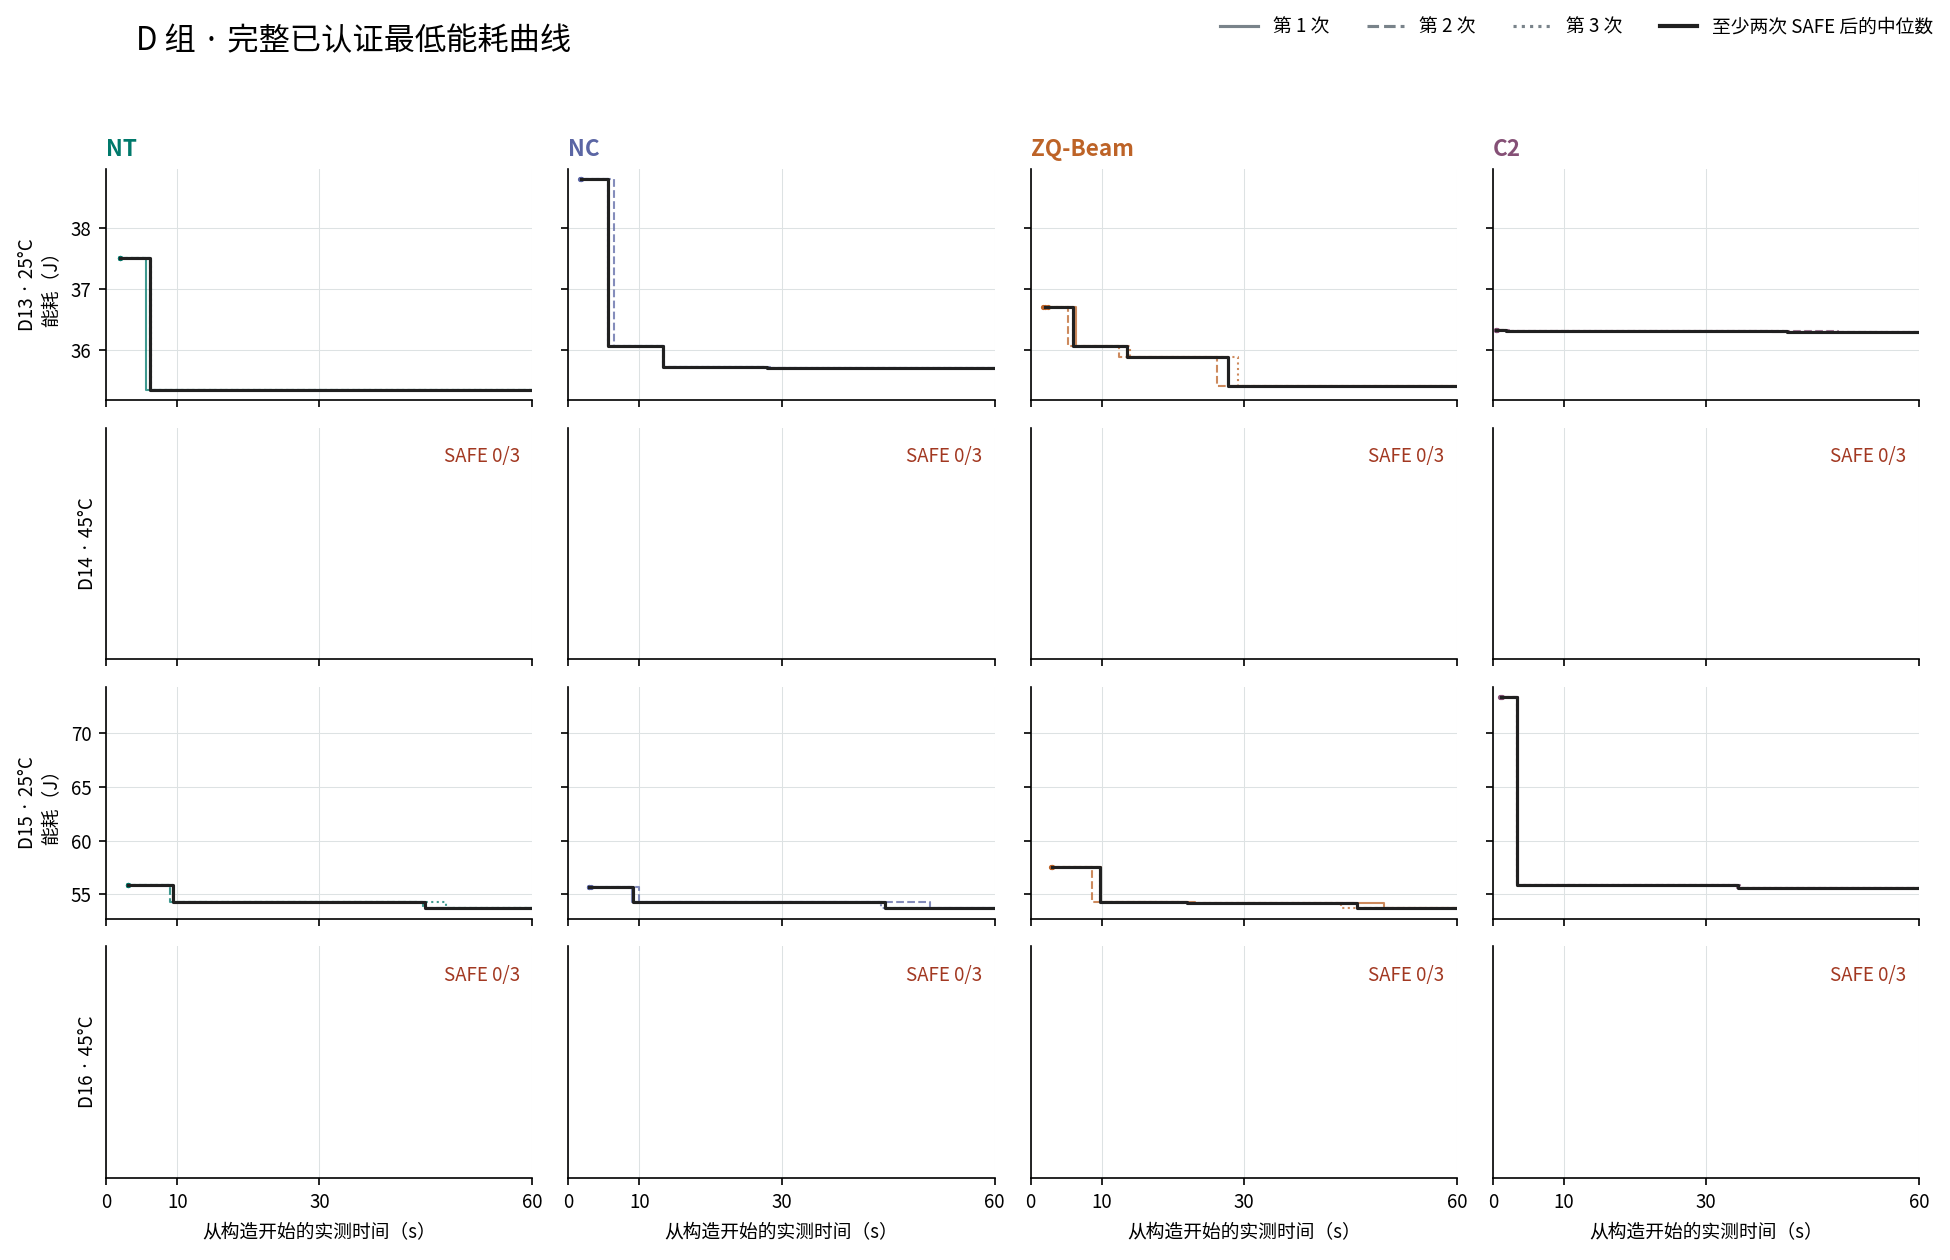 D 组 · 完整已认证最低能耗曲线
第 1 次 第 2 次 第 3 次 至少两次 SAFE 后的中位数
NT NC ZQ-Beam C2
D13 · 25°C
能耗（J）
38
37
36
D14 · 45°C
SAFE 0/3 SAFE 0/3 SAFE 0/3 SAFE 0/3
D15 · 25°C
能耗（J）
70
65
60
55
D16 · 45°C
SAFE 0/3 SAFE 0/3 SAFE 0/3 SAFE 0/3
0 10 30 60 0 10 30 60 0 10 30 60 0 10 30 60
从构造开始的实测时间（s） 从构造开始的实测时间（s） 从构造开始的实测时间（s） 从构造开始的实测时间（s）